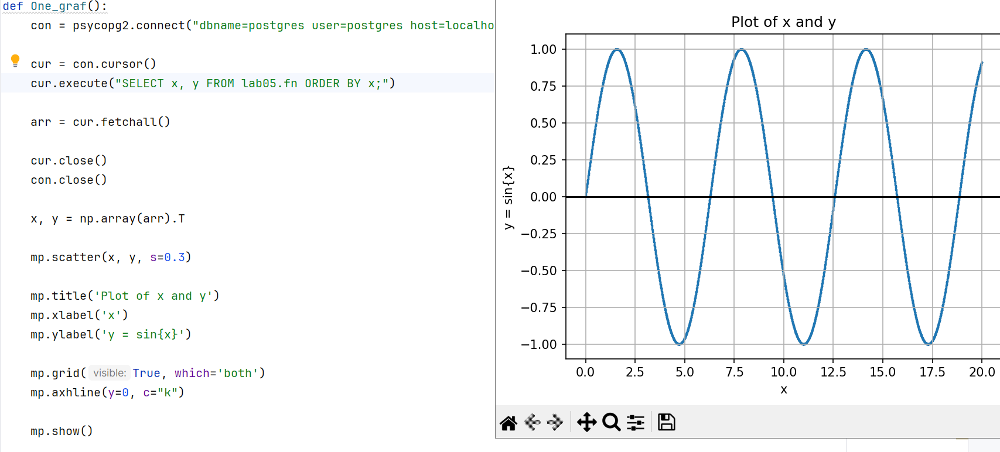 def One_graf():
con = psycopg2.connect("dbname=postgres user=postgres host=localho
cur = con.cursor()
cur.execute("SELECT x, y FROM lab05.fn ORDER BY x;")
arr = cur.fetchall()
cur.close()
con.close()
x, y = np.array(arr).T
mp.scatter(x, y, s=0.3)
mp.title('Plot of x and y')
mp.xlabel('x')
mp.ylabel('y = sin{x}')
mp.grid( visible: True, which='both')
mp.axhline(y=0, c="k")
mp.show()
Plot of x and y
1.00
0.75
0.50
0.25
0.00
−0.25
−0.50
−0.75
−1.00
y = sin{x}
0.0 2.5 5.0 7.5 10.0 12.5 15.0 17.5 20.0
x